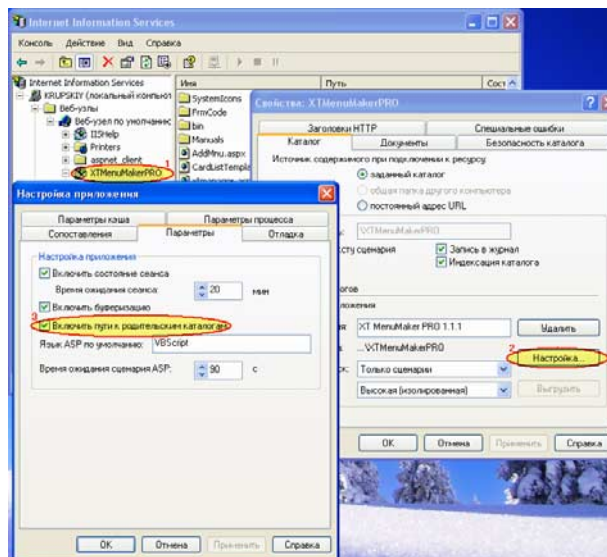 Internet Information Services
Консоль Действие Вид Справка
Internet Information Services
KRUPSKIY (локальный компьют
Веб-узлы
Веб-узел по умолчанию
IISHelp
Printers
aspnet_client
1
XTMenuMakerPRO
Имя Путь Сост
SystemIcons
FrmCode
bin
Manuals
AddMnu.aspx
CardListTempla
Свойства: XTMenuMakerPRO
Заголовки HTTP Специальные ошибки
Каталог Документы Безопасность каталога
Источник содержимого при подключении к ресурсу:
заданный каталог
общая папка другого компьютера
постоянный адрес URL
\XTMenuMakerPRO
Запись в журнал
Индексация каталога
XT MenuMaker PRO 1.1.1 Удалить
...\XTMenuMakerPRO
2
Настройка...
Только сценарии
Высокая (изолированная) Выгрузить
OK Отмена Применить Справка
Настройка приложения
Параметры кэша Параметры процесса
Сопоставления Параметры Отладка
Настройка приложения
Включить состояние сеанса
Время ожидания сеанса: 20 мин
Включить буферизацию
3
Включить пути к родительским каталогам
Язык ASP по умолчанию: VBScript
Время ожидания сценария ASP: 90 с
OK Отмена Применить Справка